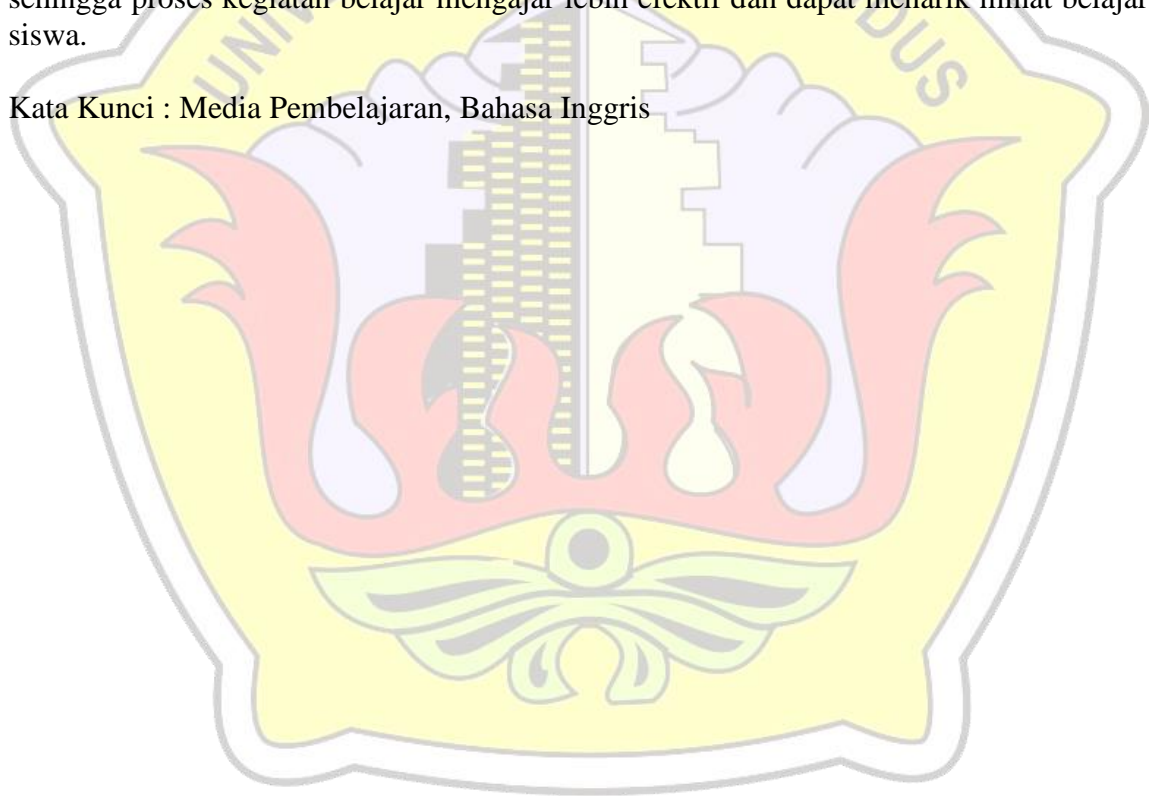 sehingga proses kegiatan belajar mengajar lebih efektif dan dapat menarik minat belajar
siswa.
Kata Kunci : Media Pembelajaran, Bahasa Inggris
DUS